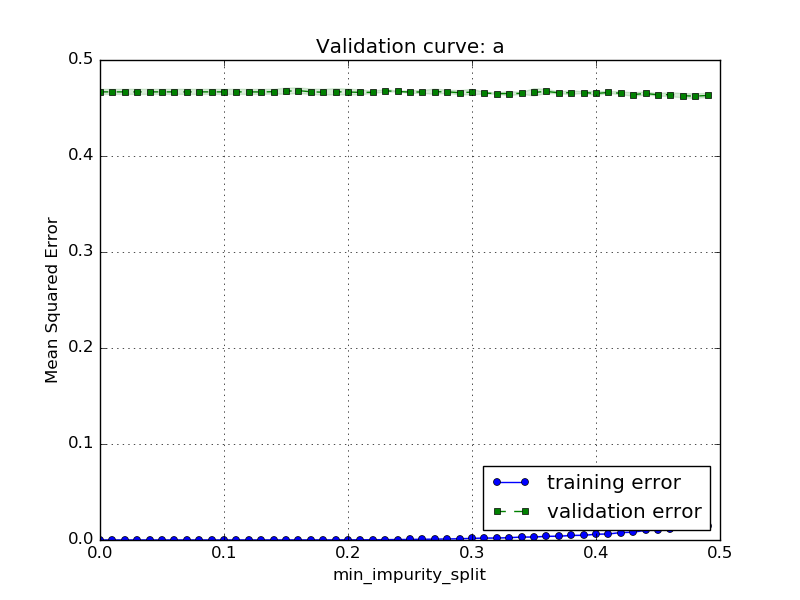 Validation curve: a
0.5
0.4
0.3
0.2
0.1
0.0
Mean Squared Error
training error
validation error
0.0 0.1 0.2 0.3 0.4 0.5
min_impurity_split